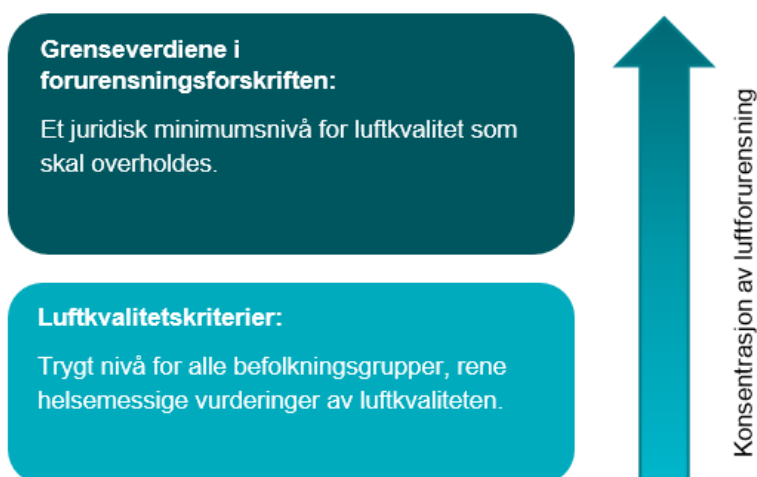 Grenseverdiene i
forurensningsforskriften:
Et juridisk minimumsnivå for luftkvalitet som
skal overholdes.
Luftkvalitetskriterier:
Trygt nivå for alle befolkningsgrupper, rene
helsemessige vurderinger av luftkvaliteten.
Konsentrasjon av luftforurensning